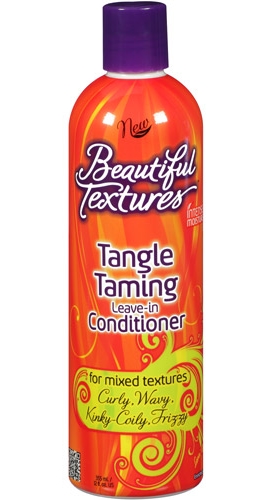 New
Beautiful
Textures
Tangle
Taming
Leave-in
Conditioner
for mixed textures
Curly, Wavy,
Kinky-Coily, Frizzy